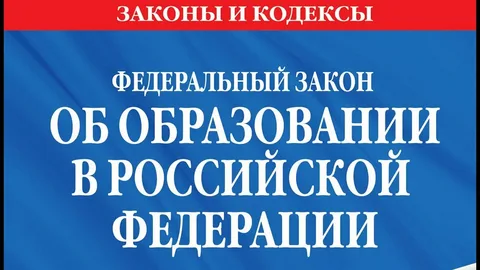 ЗАКОНЫ И КОДЕКСЫ
ФЕДЕРАЛЬНЫЙ ЗАКОН
ОБ ОБРАЗОВАНИИ
В РОССИЙСКОЙ
ФЕДЕРАЦИИ